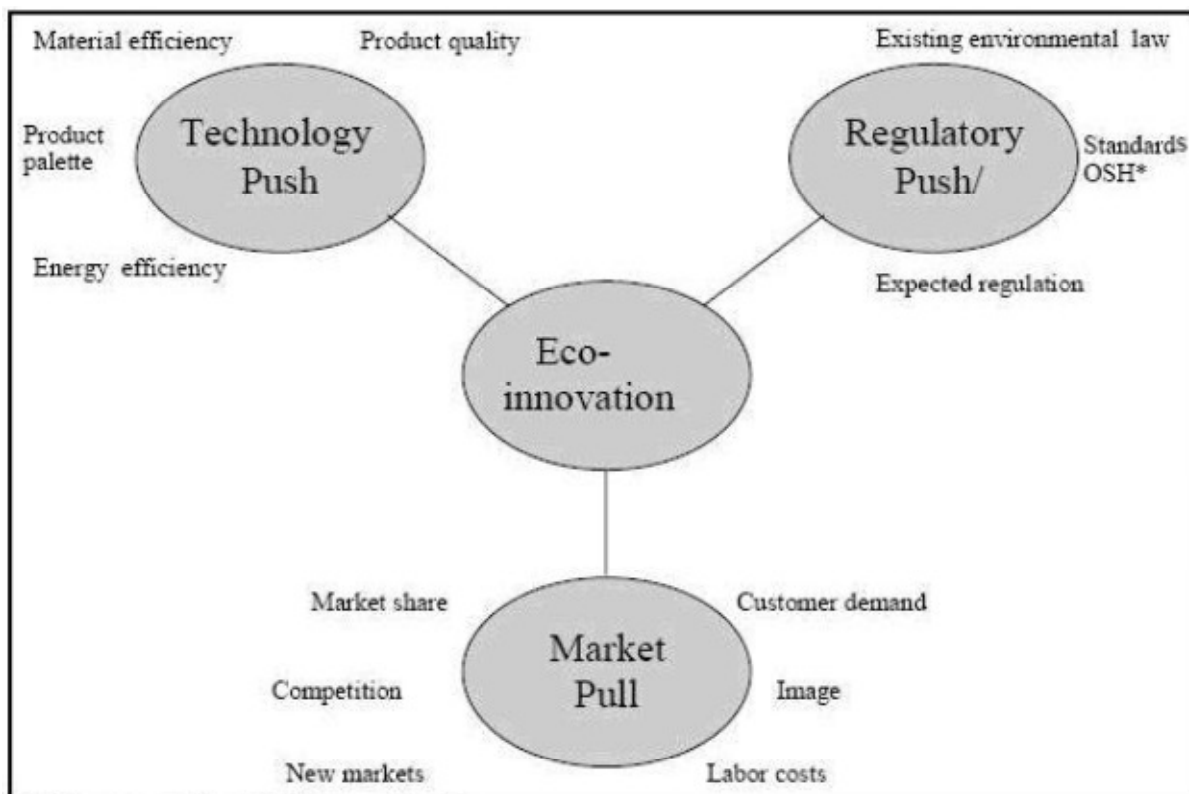 Material efficiency
Product quality
Existing environmental law
Technology
Push
Regulatory
Push/
Product
palette
Standards
OSH*
Energy efficiency
Expected regulation
Eco-
innovation
Market share
Customer demand
Market
Pull
Competition
Image
New markets
Labor costs